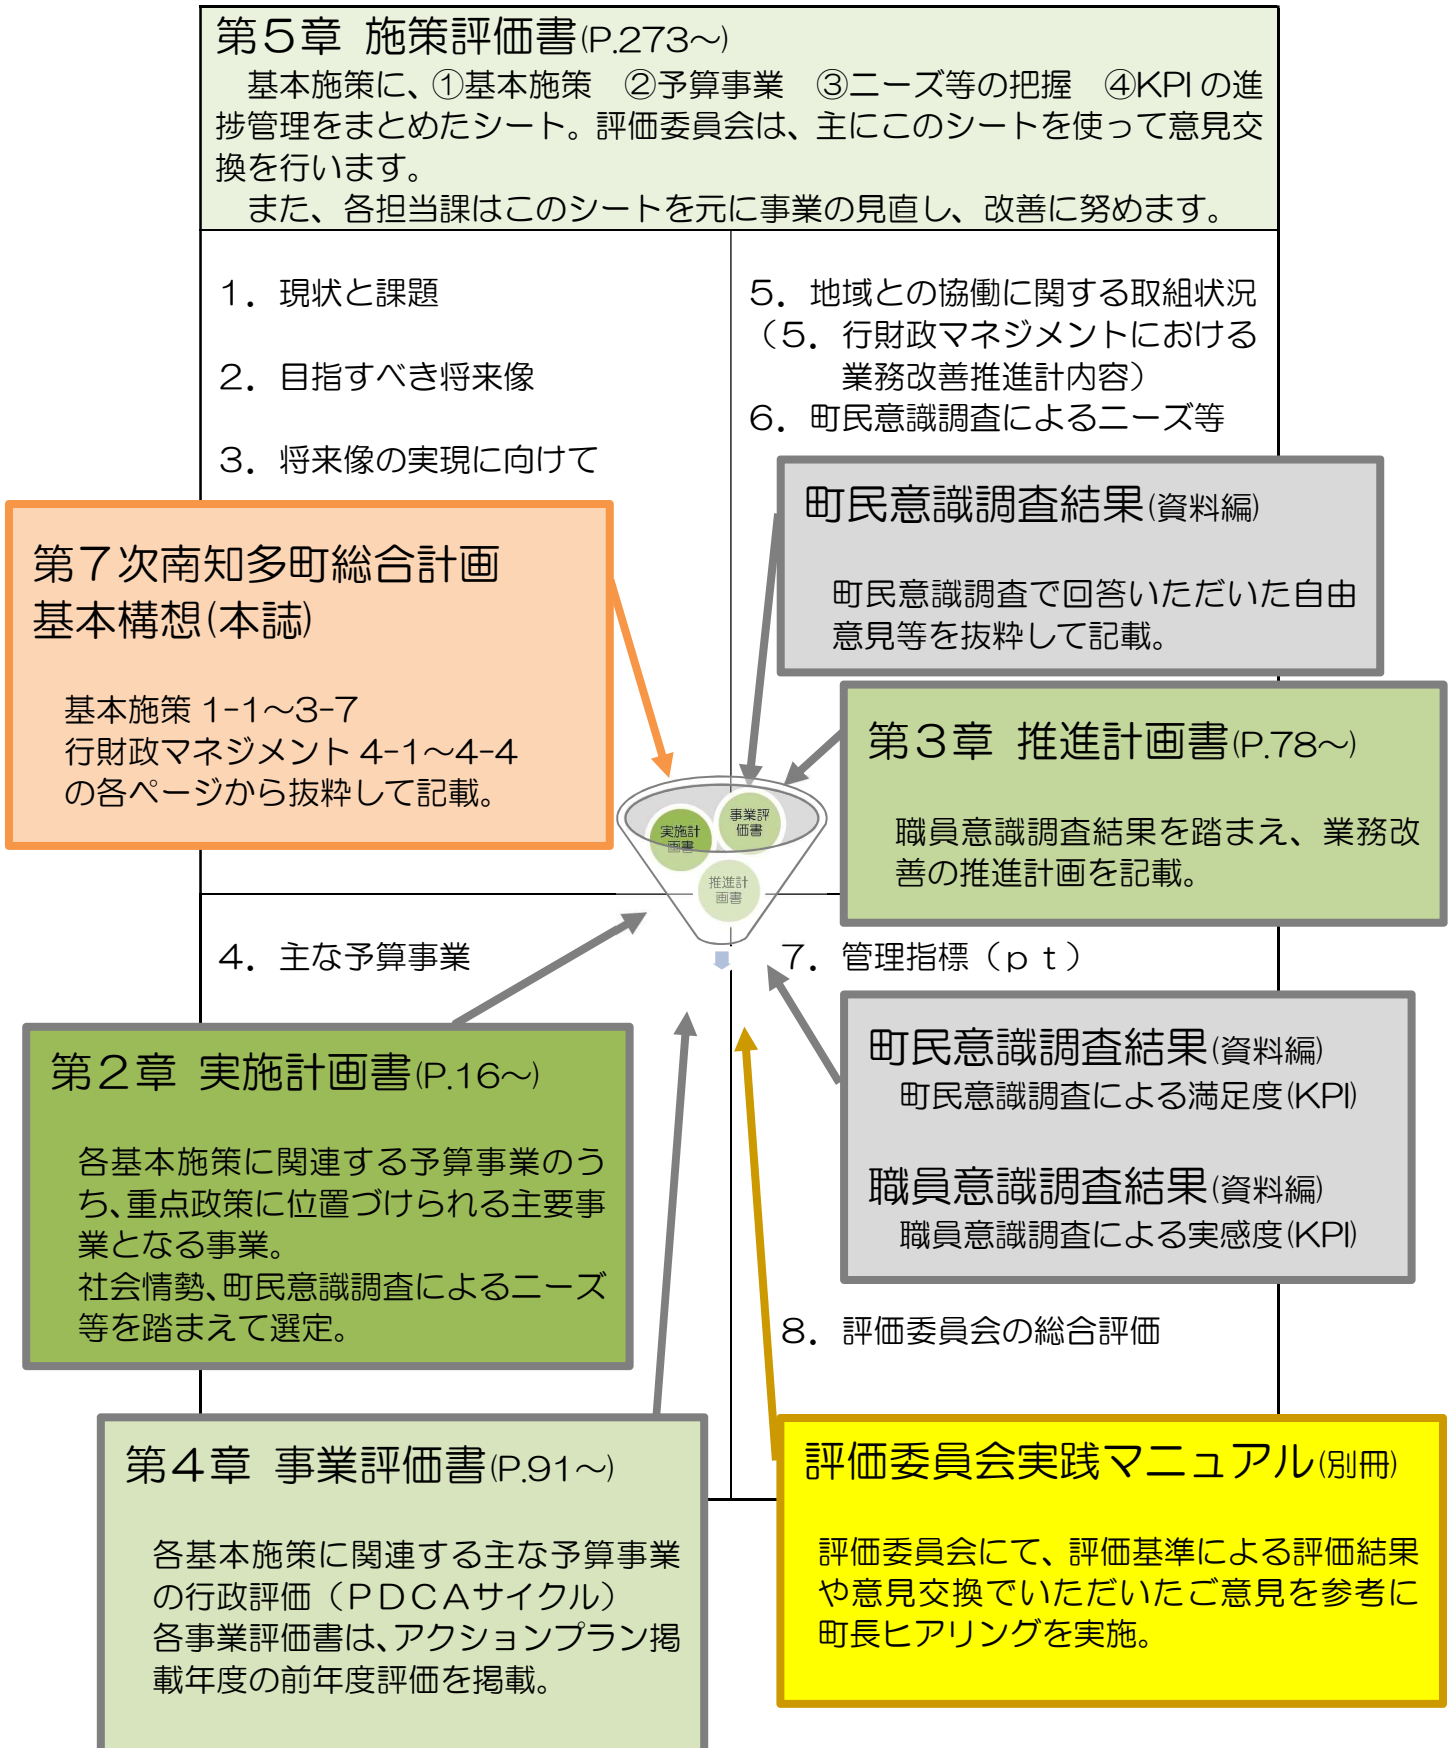 第５章 施策評価書(P.273～)
基本施策に、①基本施策　②予算事業　③ニーズ等の把握　④KPIの進
捗管理をまとめたシート。評価委員会は、主にこのシートを使って意見交
換を行います。
また、各担当課はこのシートを元に事業の見直し、改善に努めます。
１．現状と課題
２．目指すべき将来像
３．将来像の実現に向けて
５．地域との協働に関する取組状況
（５．行財政マネジメントにおける
業務改善推進計内容）
６．町民意識調査によるニーズ等
町民意識調査結果(資料編)
町民意識調査で回答いただいた自由
意見等を抜粋して記載。
第７次南知多町総合計画
基本構想(本誌)
基本施策 1-1～3-7
行財政マネジメント 4-1～4-4
の各ページから抜粋して記載。
第３章 推進計画書(P.78～)
職員意識調査結果を踏まえ、業務改
善の推進計画を記載。
実施計
画書
事業評
価書
推進計
画書
４．主な予算事業
第２章 実施計画書(P.16～)
各基本施策に関連する予算事業のう
ち、重点政策に位置づけられる主要事
業となる事業。
社会情勢、町民意識調査によるニーズ
等を踏まえて選定。
７．管理指標（ｐｔ）
町民意識調査結果(資料編)
町民意識調査による満足度(KPI)
職員意識調査結果(資料編)
職員意識調査による実感度(KPI)
８．評価委員会の総合評価
第４章 事業評価書(P.91～)
各基本施策に関連する主な予算事業
の行政評価（ＰＤＣＡサイクル）
各事業評価書は、アクションプラン掲
載年度の前年度評価を掲載。
評価委員会実践マニュアル(別冊)
評価委員会にて、評価基準による評価結果
や意見交換でいただいたご意見を参考に
町長ヒアリングを実施。